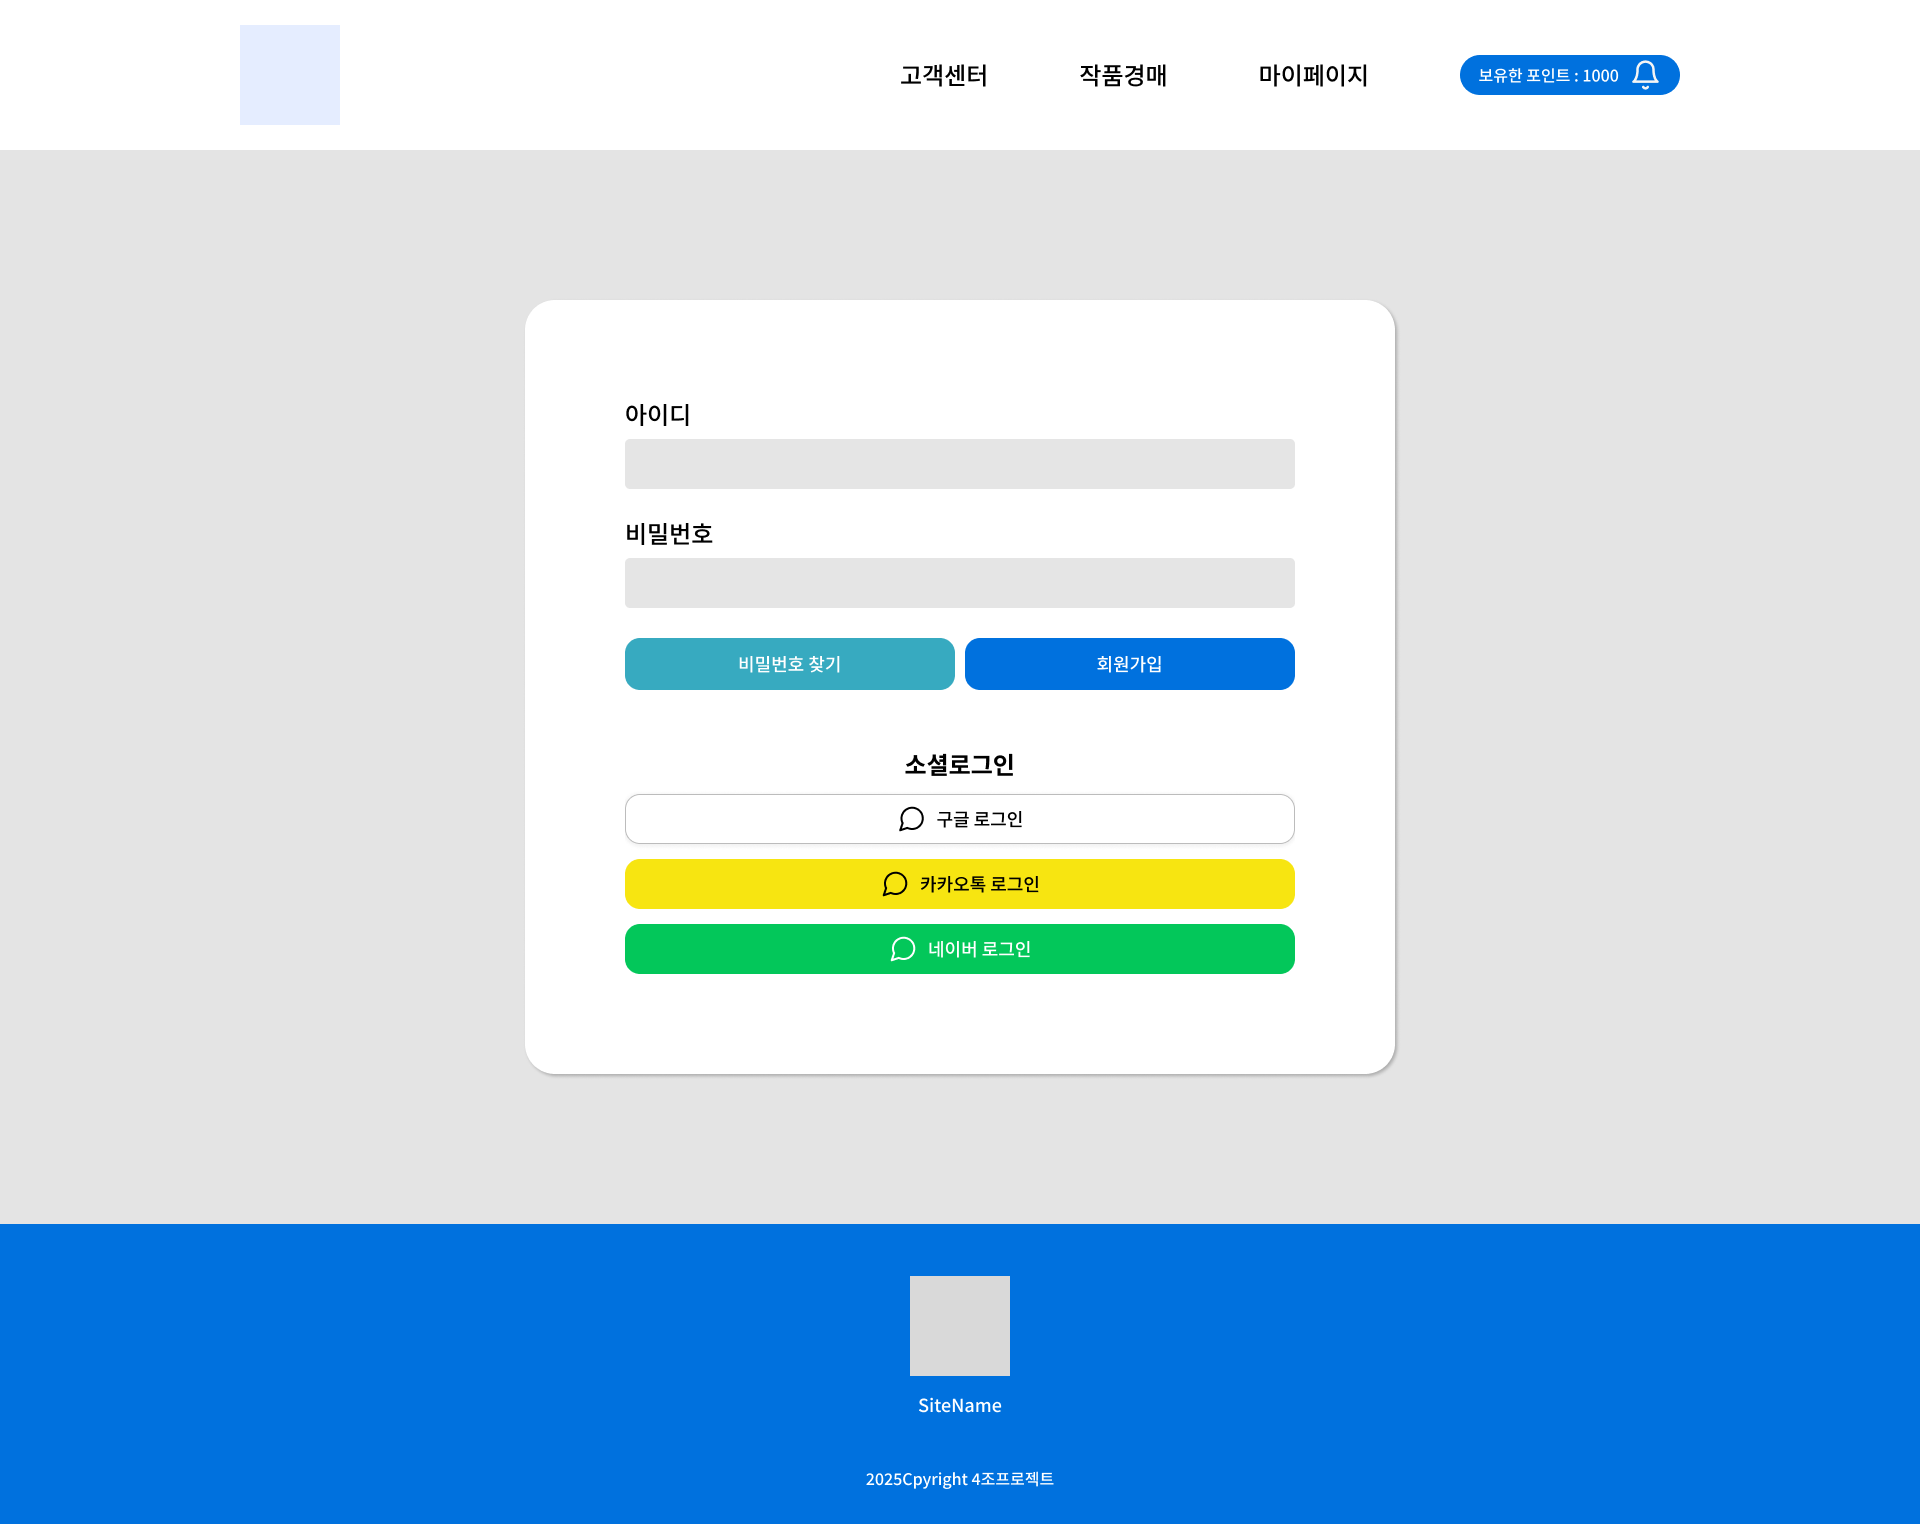 고객센터
작품경매
마이페이지
보유한 포인트 : 1000
아이디
비밀번호
비밀번호 찾기
회원가입
소셜로그인
구글 로그인
카카오톡 로그인
네이버 로그인
SiteName
2025Cpyright 4조프로젝트